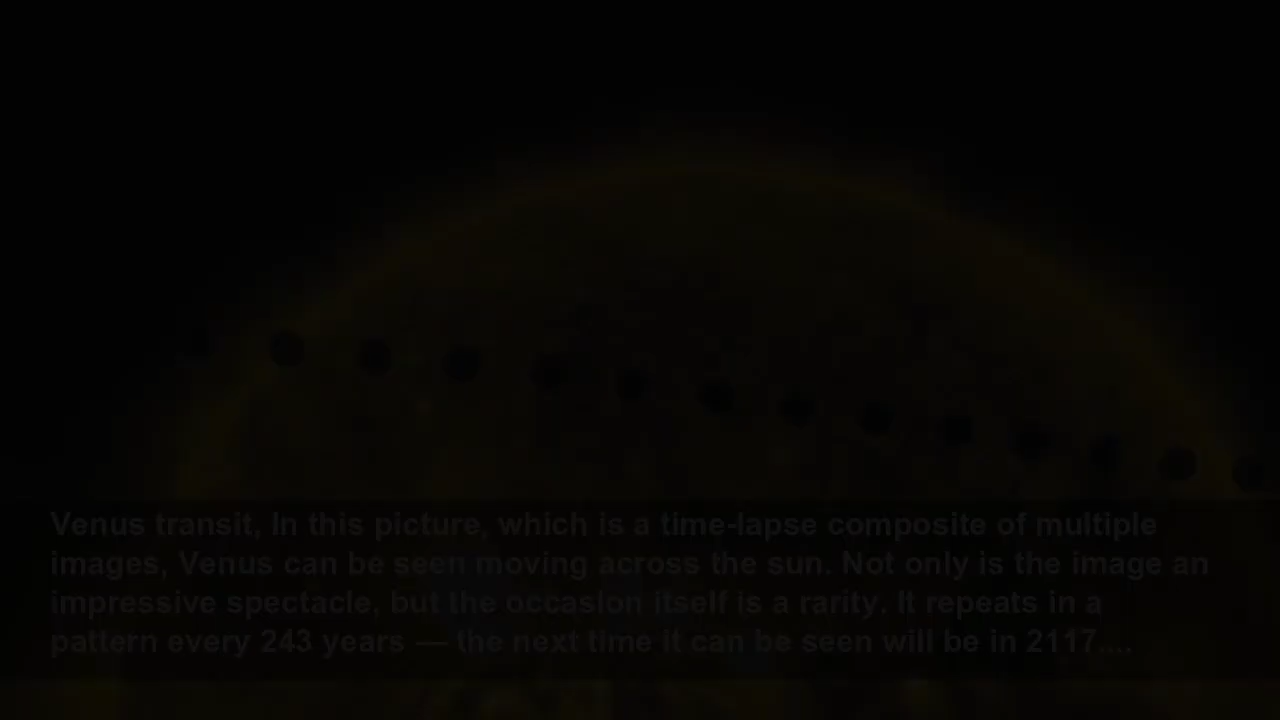 Venus transit, In this picture, which is a time-lapse composite of multiple
images, Venus can be seen moving across the sun. Not only is the image an
impressive spectacle, but the occasion itself is a rarity. It repeats in a
pattern every 243 years — the next time it can be seen will be in 2117....